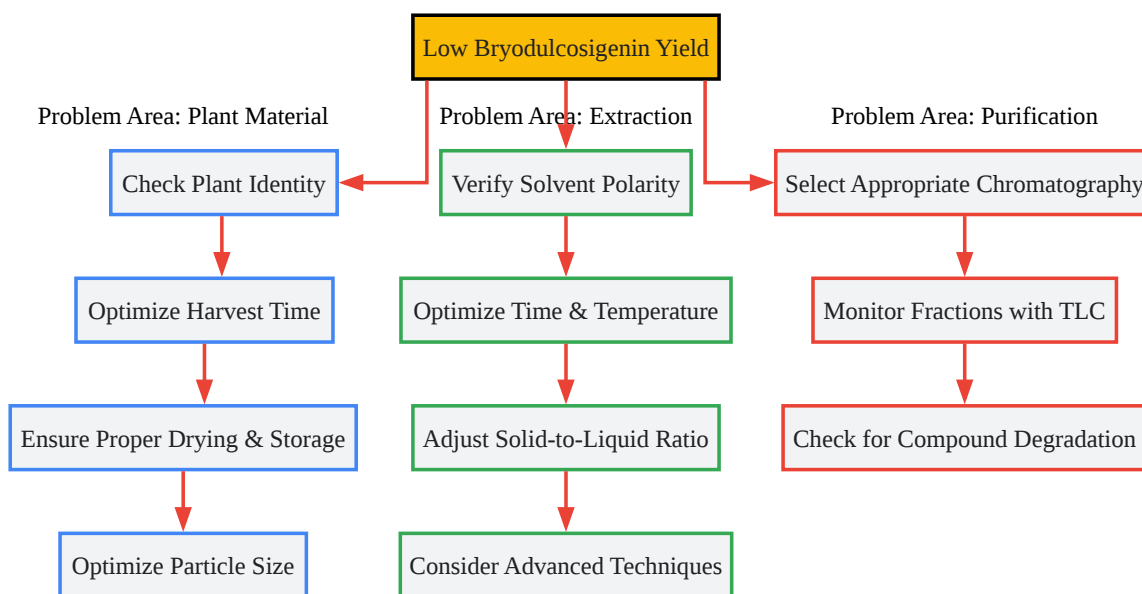 Low Bryodulcosigenin Yield
Problem Area: Plant Material
Problem Area: Extraction
Problem Area: Purification
Check Plant Identity
Verify Solvent Polarity
Select Appropriate Chromatography
Optimize Harvest Time
Optimize Time & Temperature
Monitor Fractions with TLC
Ensure Proper Drying & Storage
Adjust Solid-to-Liquid Ratio
Check for Compound Degradation
Optimize Particle Size
Consider Advanced Techniques